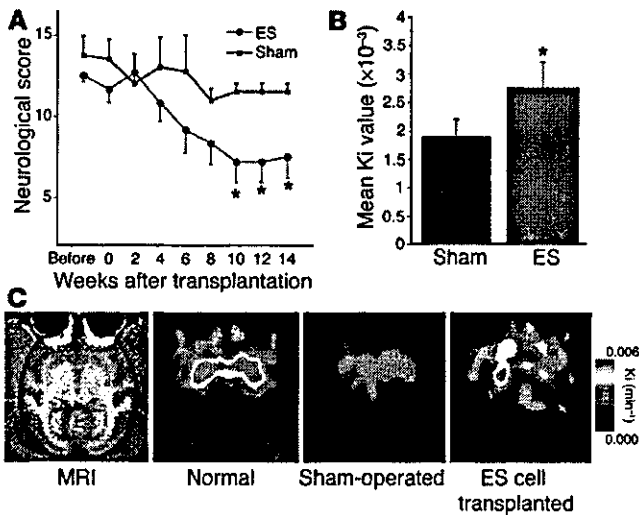 A
Neurological score
15
10
5
ES
Sham
* * *
Before 0 2 4 6 8 10 12 14
Weeks after transplantation
B
Mean Ki value (×10⁻³)
4
3.5
3
2.5
2
1.5
1
0.5
0
*
Sham ES
C
MRI
Normal
Sham-operated
ES cell
transplanted
0.006
Ki (min⁻¹)
0.000